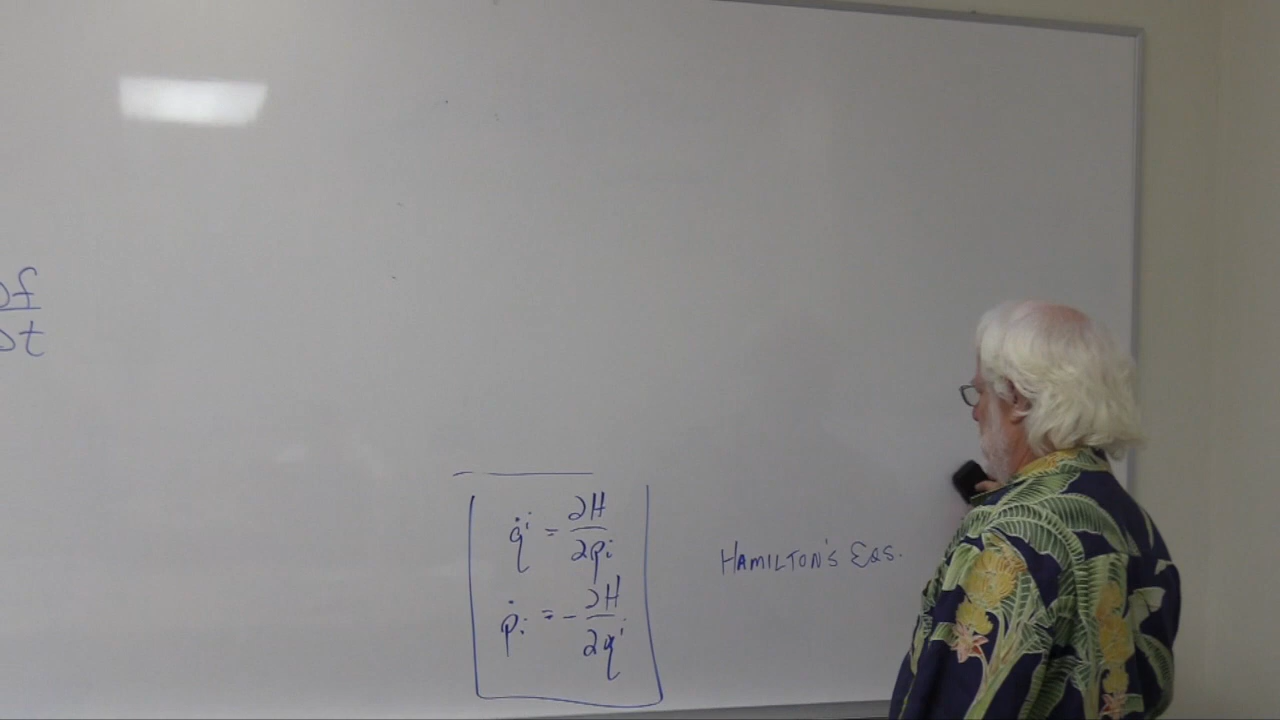 ∂f
∂t
q̇ⁱ = ∂H/∂pᵢ
ṗᵢ = - ∂H/∂qⁱ
HAMILTON'S EQS.